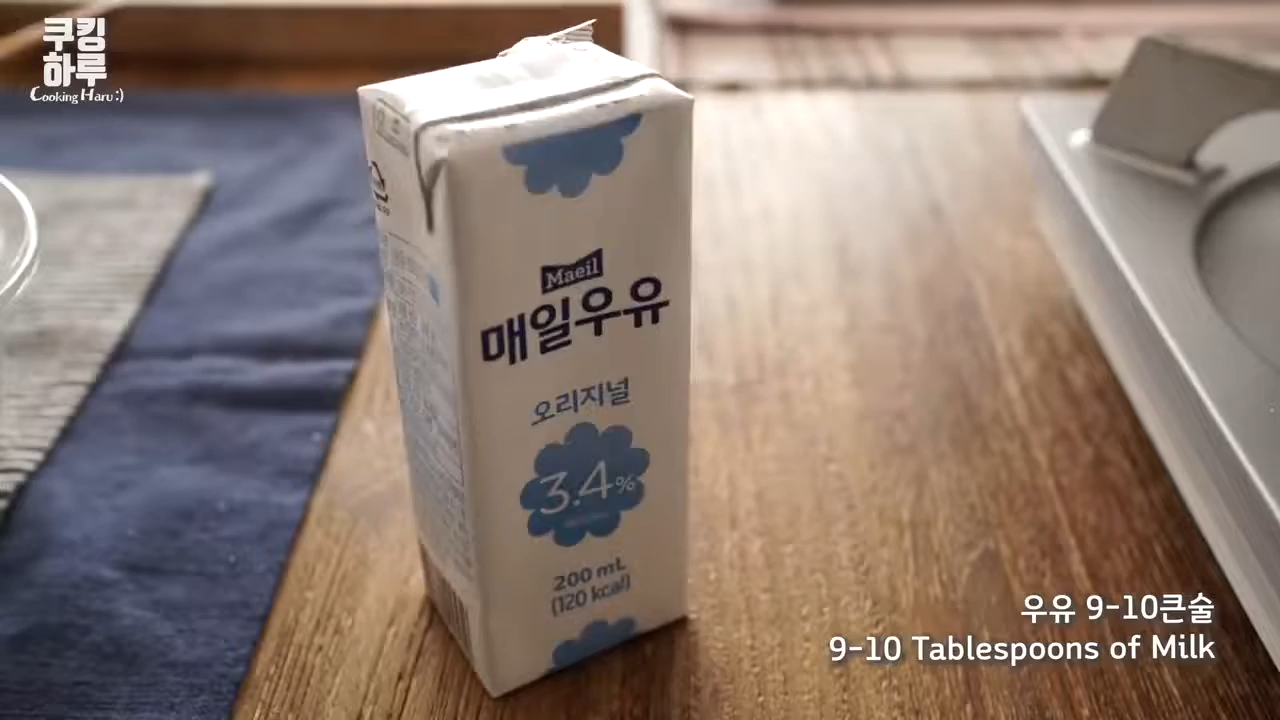 쿠킹
하루
Cooking Haru :)
Maeil
매일우유
오리지널
3.4%
200 mL
(120 kcal)
우유 9-10큰술
9-10 Tablespoons of Milk